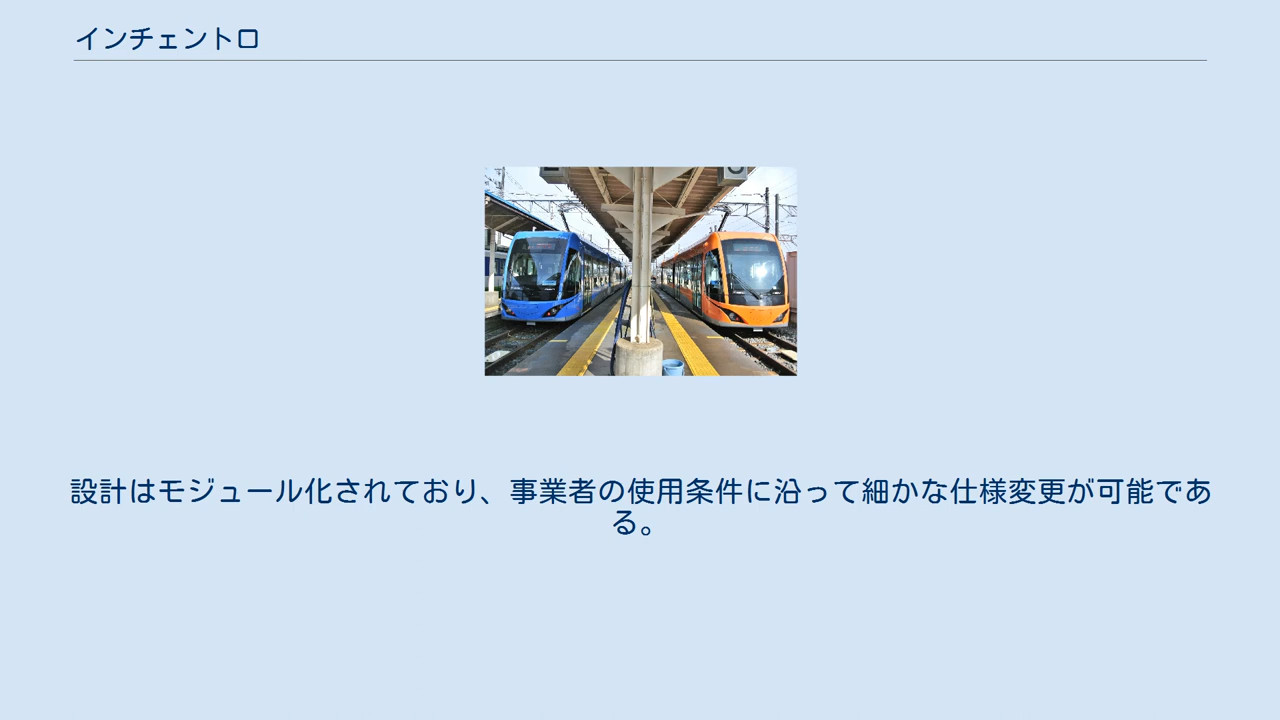 インチェントロ
設計はモジュール化されており、事業者の使用条件に沿って細かな仕様変更が可能であ
る。